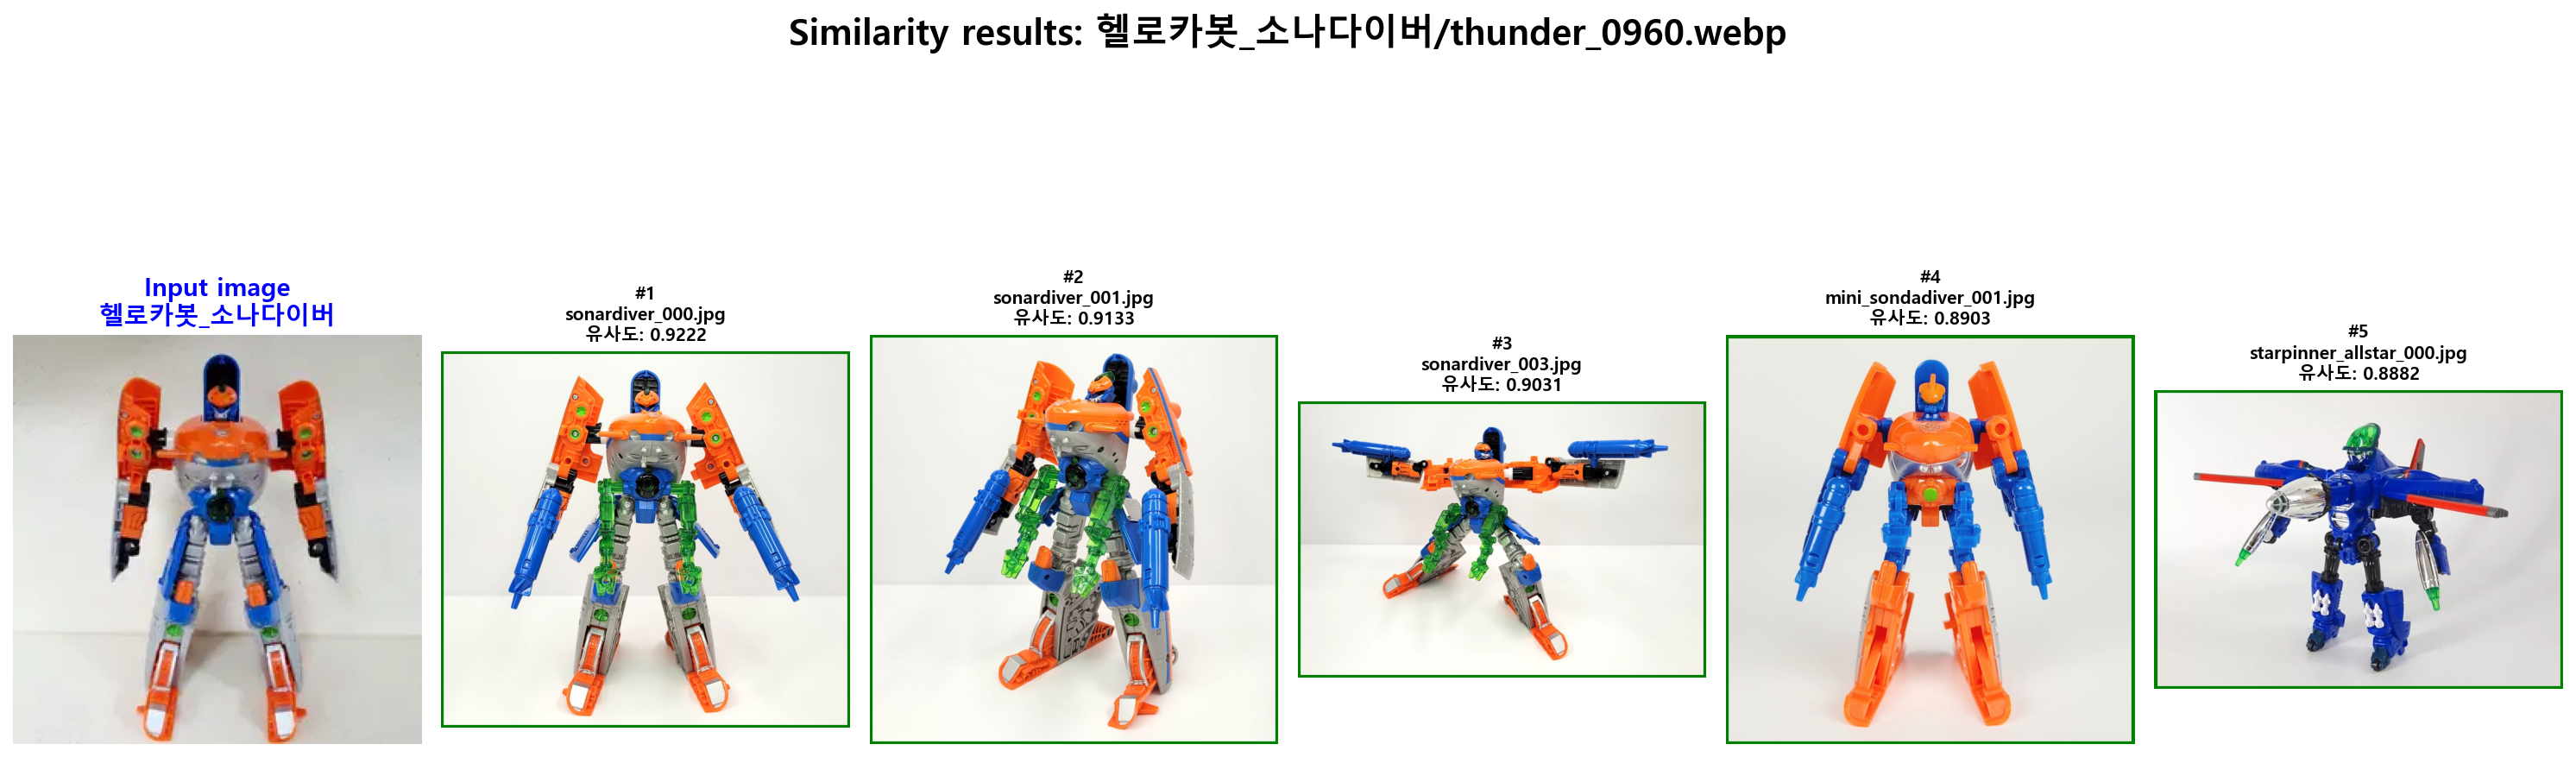 Similarity results: 헬로카봇_소나다이버/thunder_0960.webp
Input image
헬로카봇_소나다이버
#1
sonardiver_000.jpg
유사도: 0.9222
#2
sonardiver_001.jpg
유사도: 0.9133
#3
sonardiver_003.jpg
유사도: 0.9031
#4
mini_sondadiver_001.jpg
유사도: 0.8903
#5
starpinner_allstar_000.jpg
유사도: 0.8882